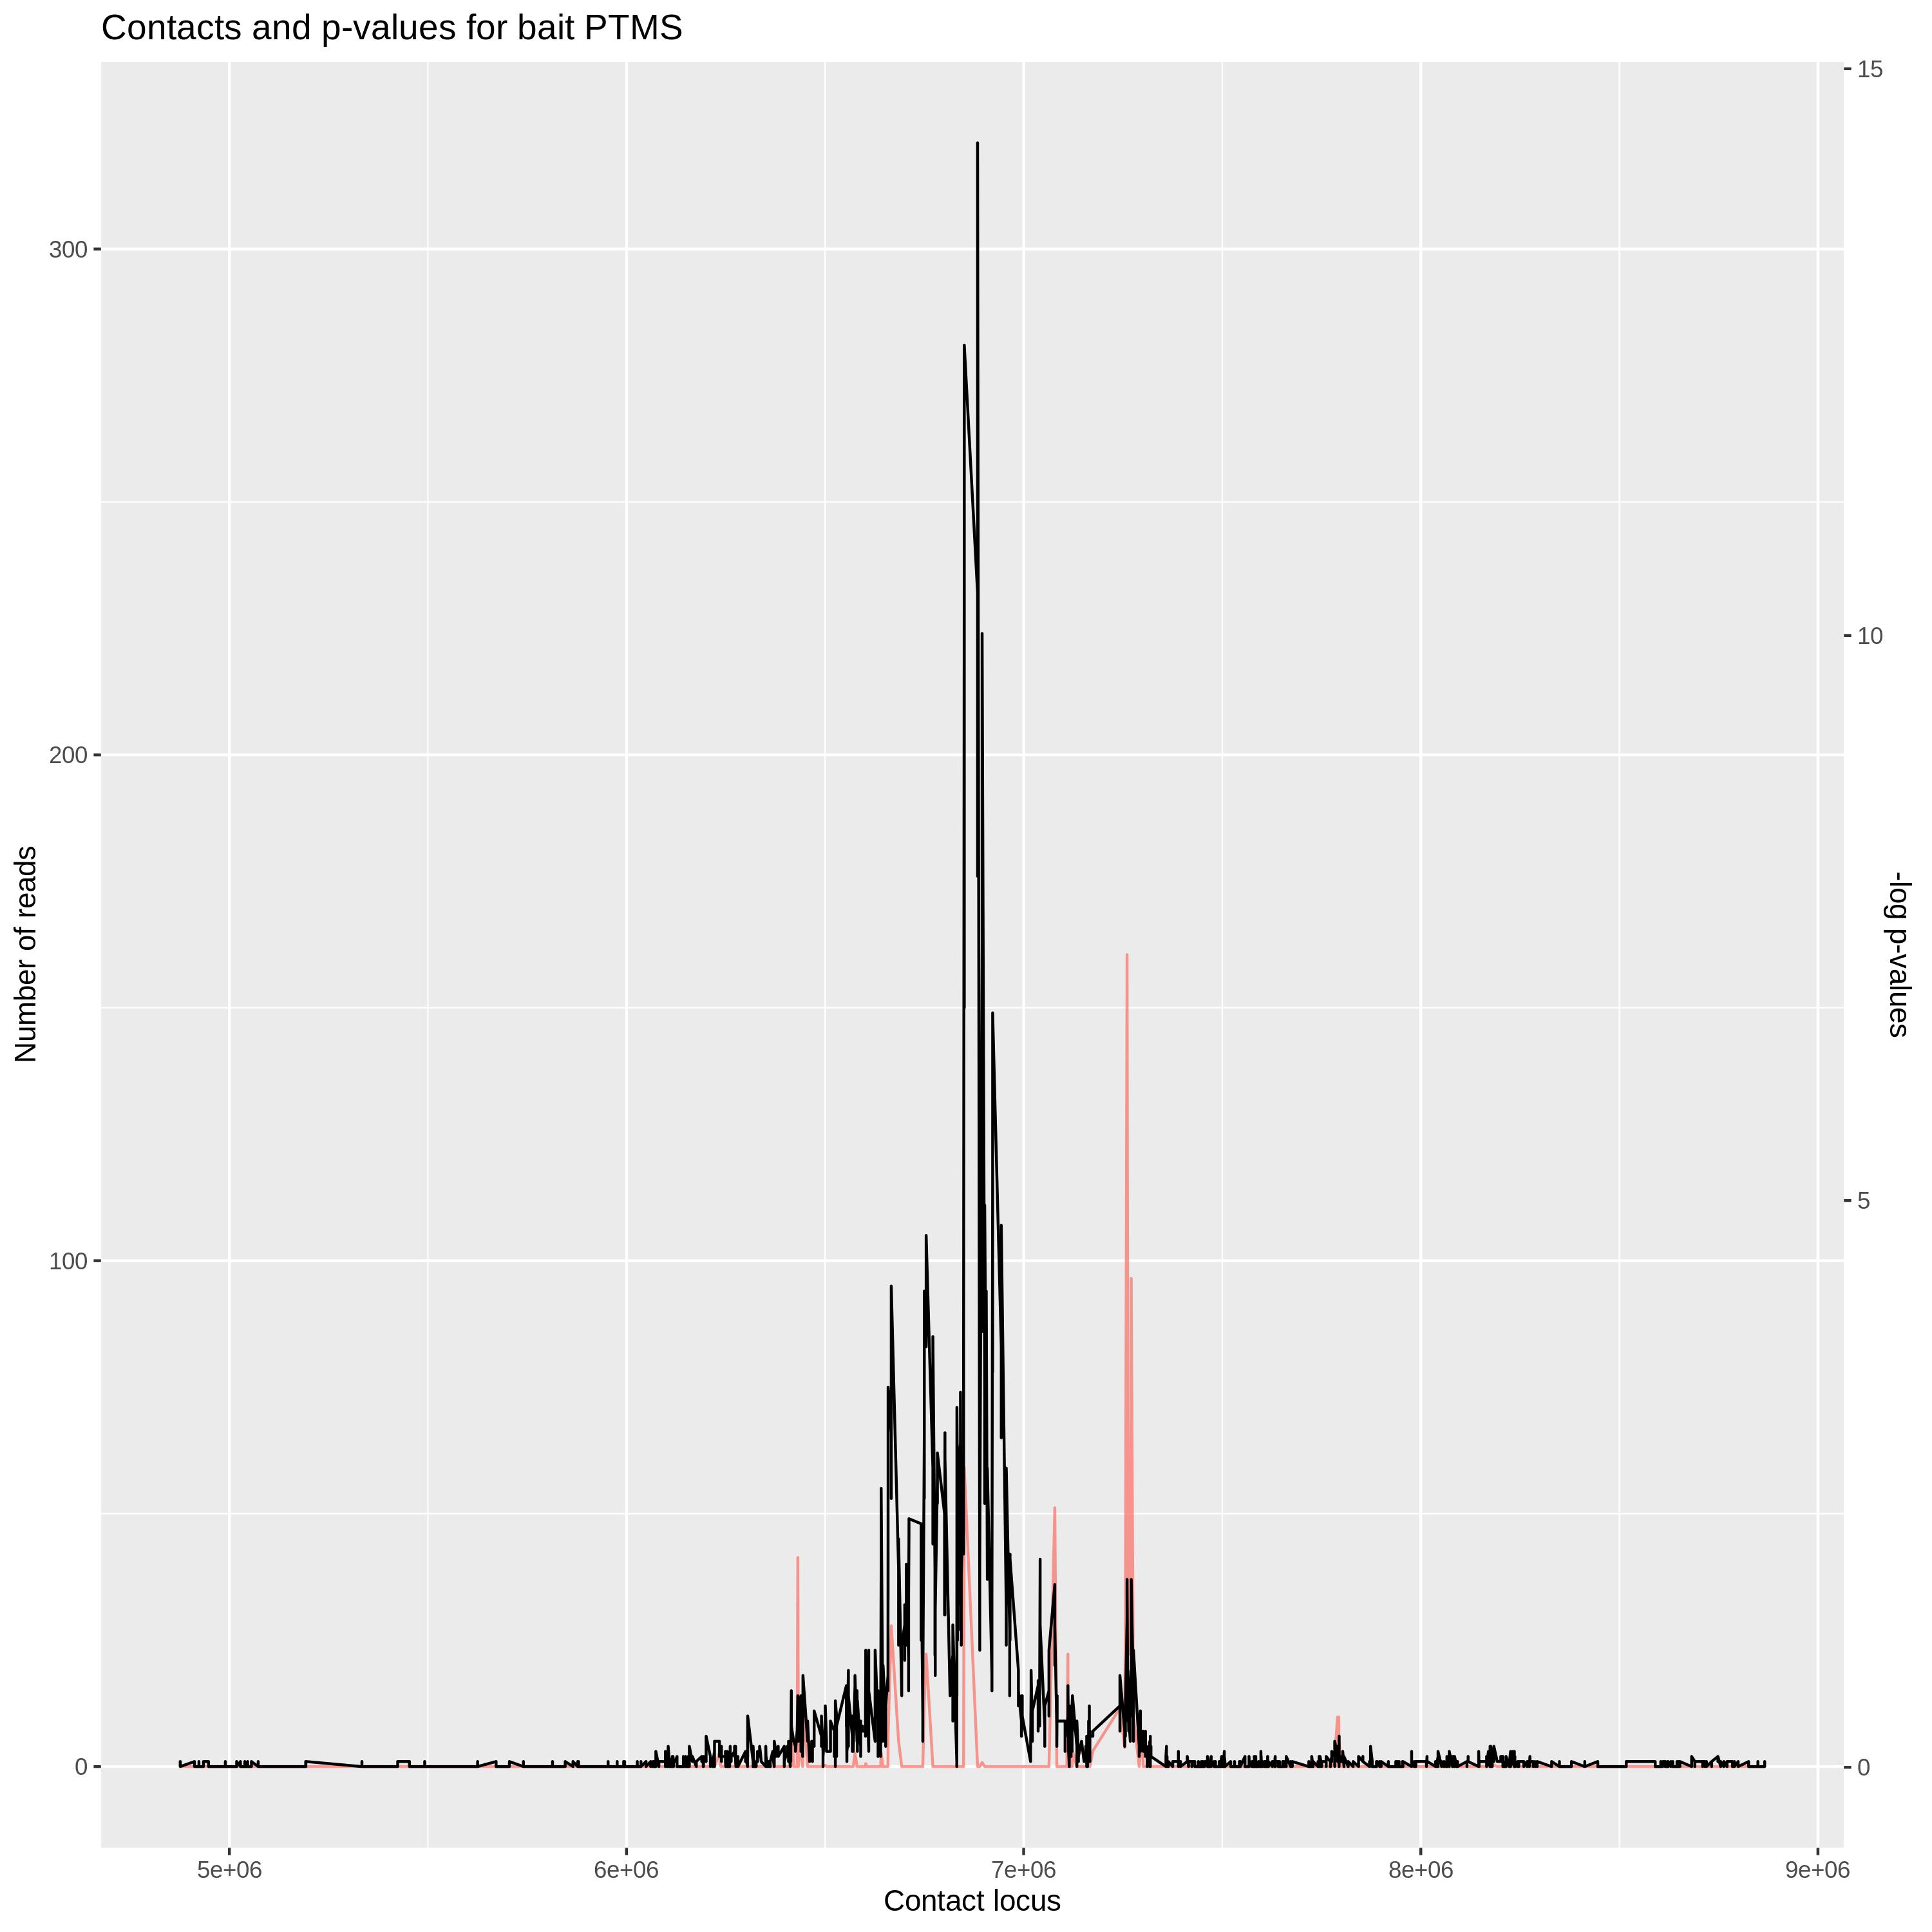 Contacts and p-values for bait PTMS
15
300
10
200
Number of reads
-log p-values
5
100
0
0
5e+06
6e+06
7e+06
8e+06
9e+06
Contact locus